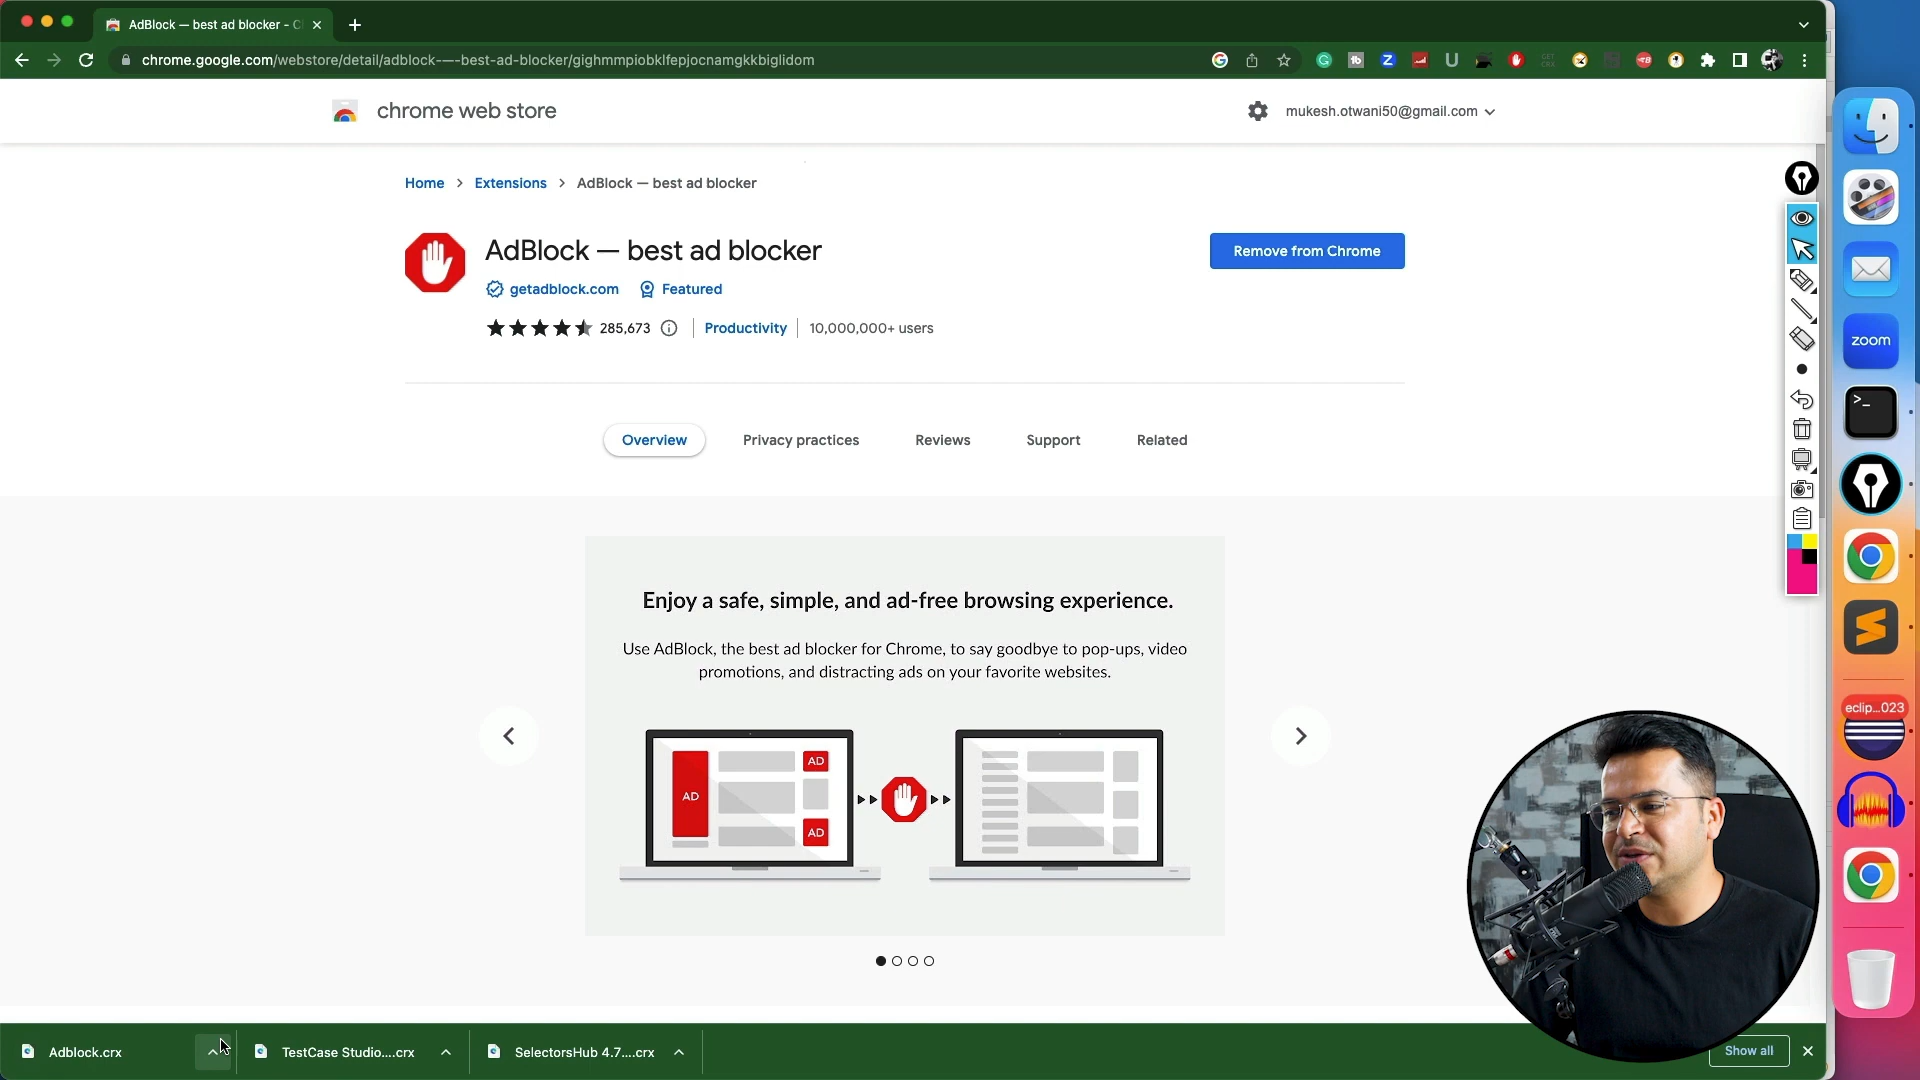 AdBlock — best ad blocker - C
chrome.google.com/webstore/detail/adblock-—-best-ad-blocker/gighmmpiobklfepjocnamgkkbiglidom
chrome web store
mukesh.otwani50@gmail.com
Home > Extensions > AdBlock — best ad blocker
AdBlock — best ad blocker
Remove from Chrome
getadblock.com
Featured
285,673
Productivity
10,000,000+ users
Overview
Privacy practices
Reviews
Support
Related
Enjoy a safe, simple, and ad-free browsing experience.
Use AdBlock, the best ad blocker for Chrome, to say goodbye to pop-ups, video
promotions, and distracting ads on your favorite websites.
AD
AD
AD
zoom
eclip...023
Adblock.crx
TestCase Studio....crx
SelectorsHub 4.7....crx
Show all